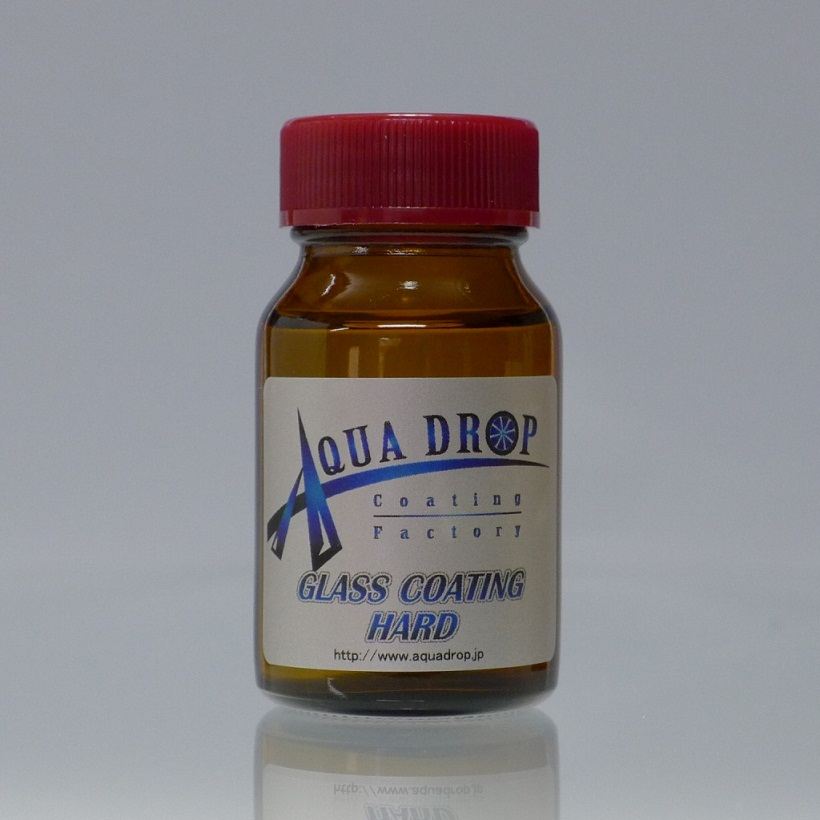 AQUA DROP
Coating
Factory
GLASS COATING
HARD
http://www.aquadrop.jp